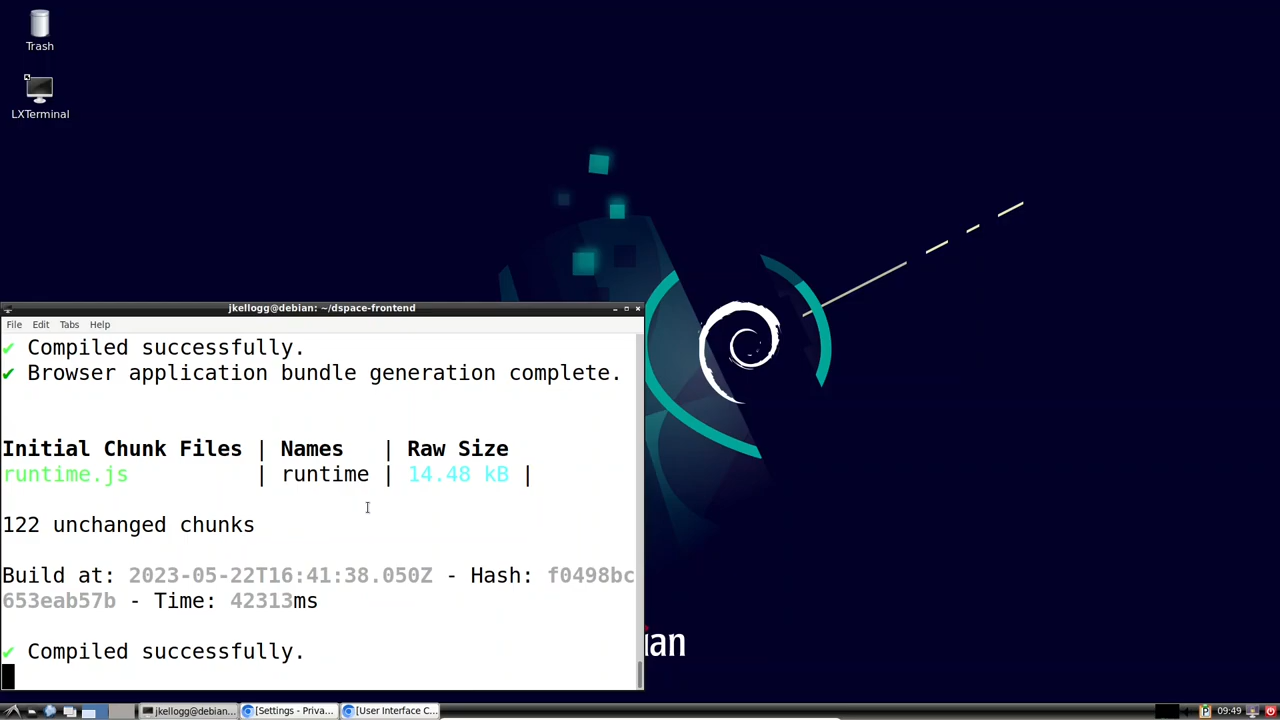 Trash
LXTerminal
jkellogg@debian: ~/dspace-frontend
File Edit Tabs Help
✔ Compiled successfully.
✔ Browser application bundle generation complete.
Initial Chunk Files | Names | Raw Size
runtime.js | runtime | 14.48 kB |
122 unchanged chunks
Build at: 2023-05-22T16:41:38.050Z - Hash: f0498bc
653eab57b - Time: 42313ms
✔ Compiled successfully.
ian
jkellogg@debian... [Settings - Priva... [User Interface C... 09:49